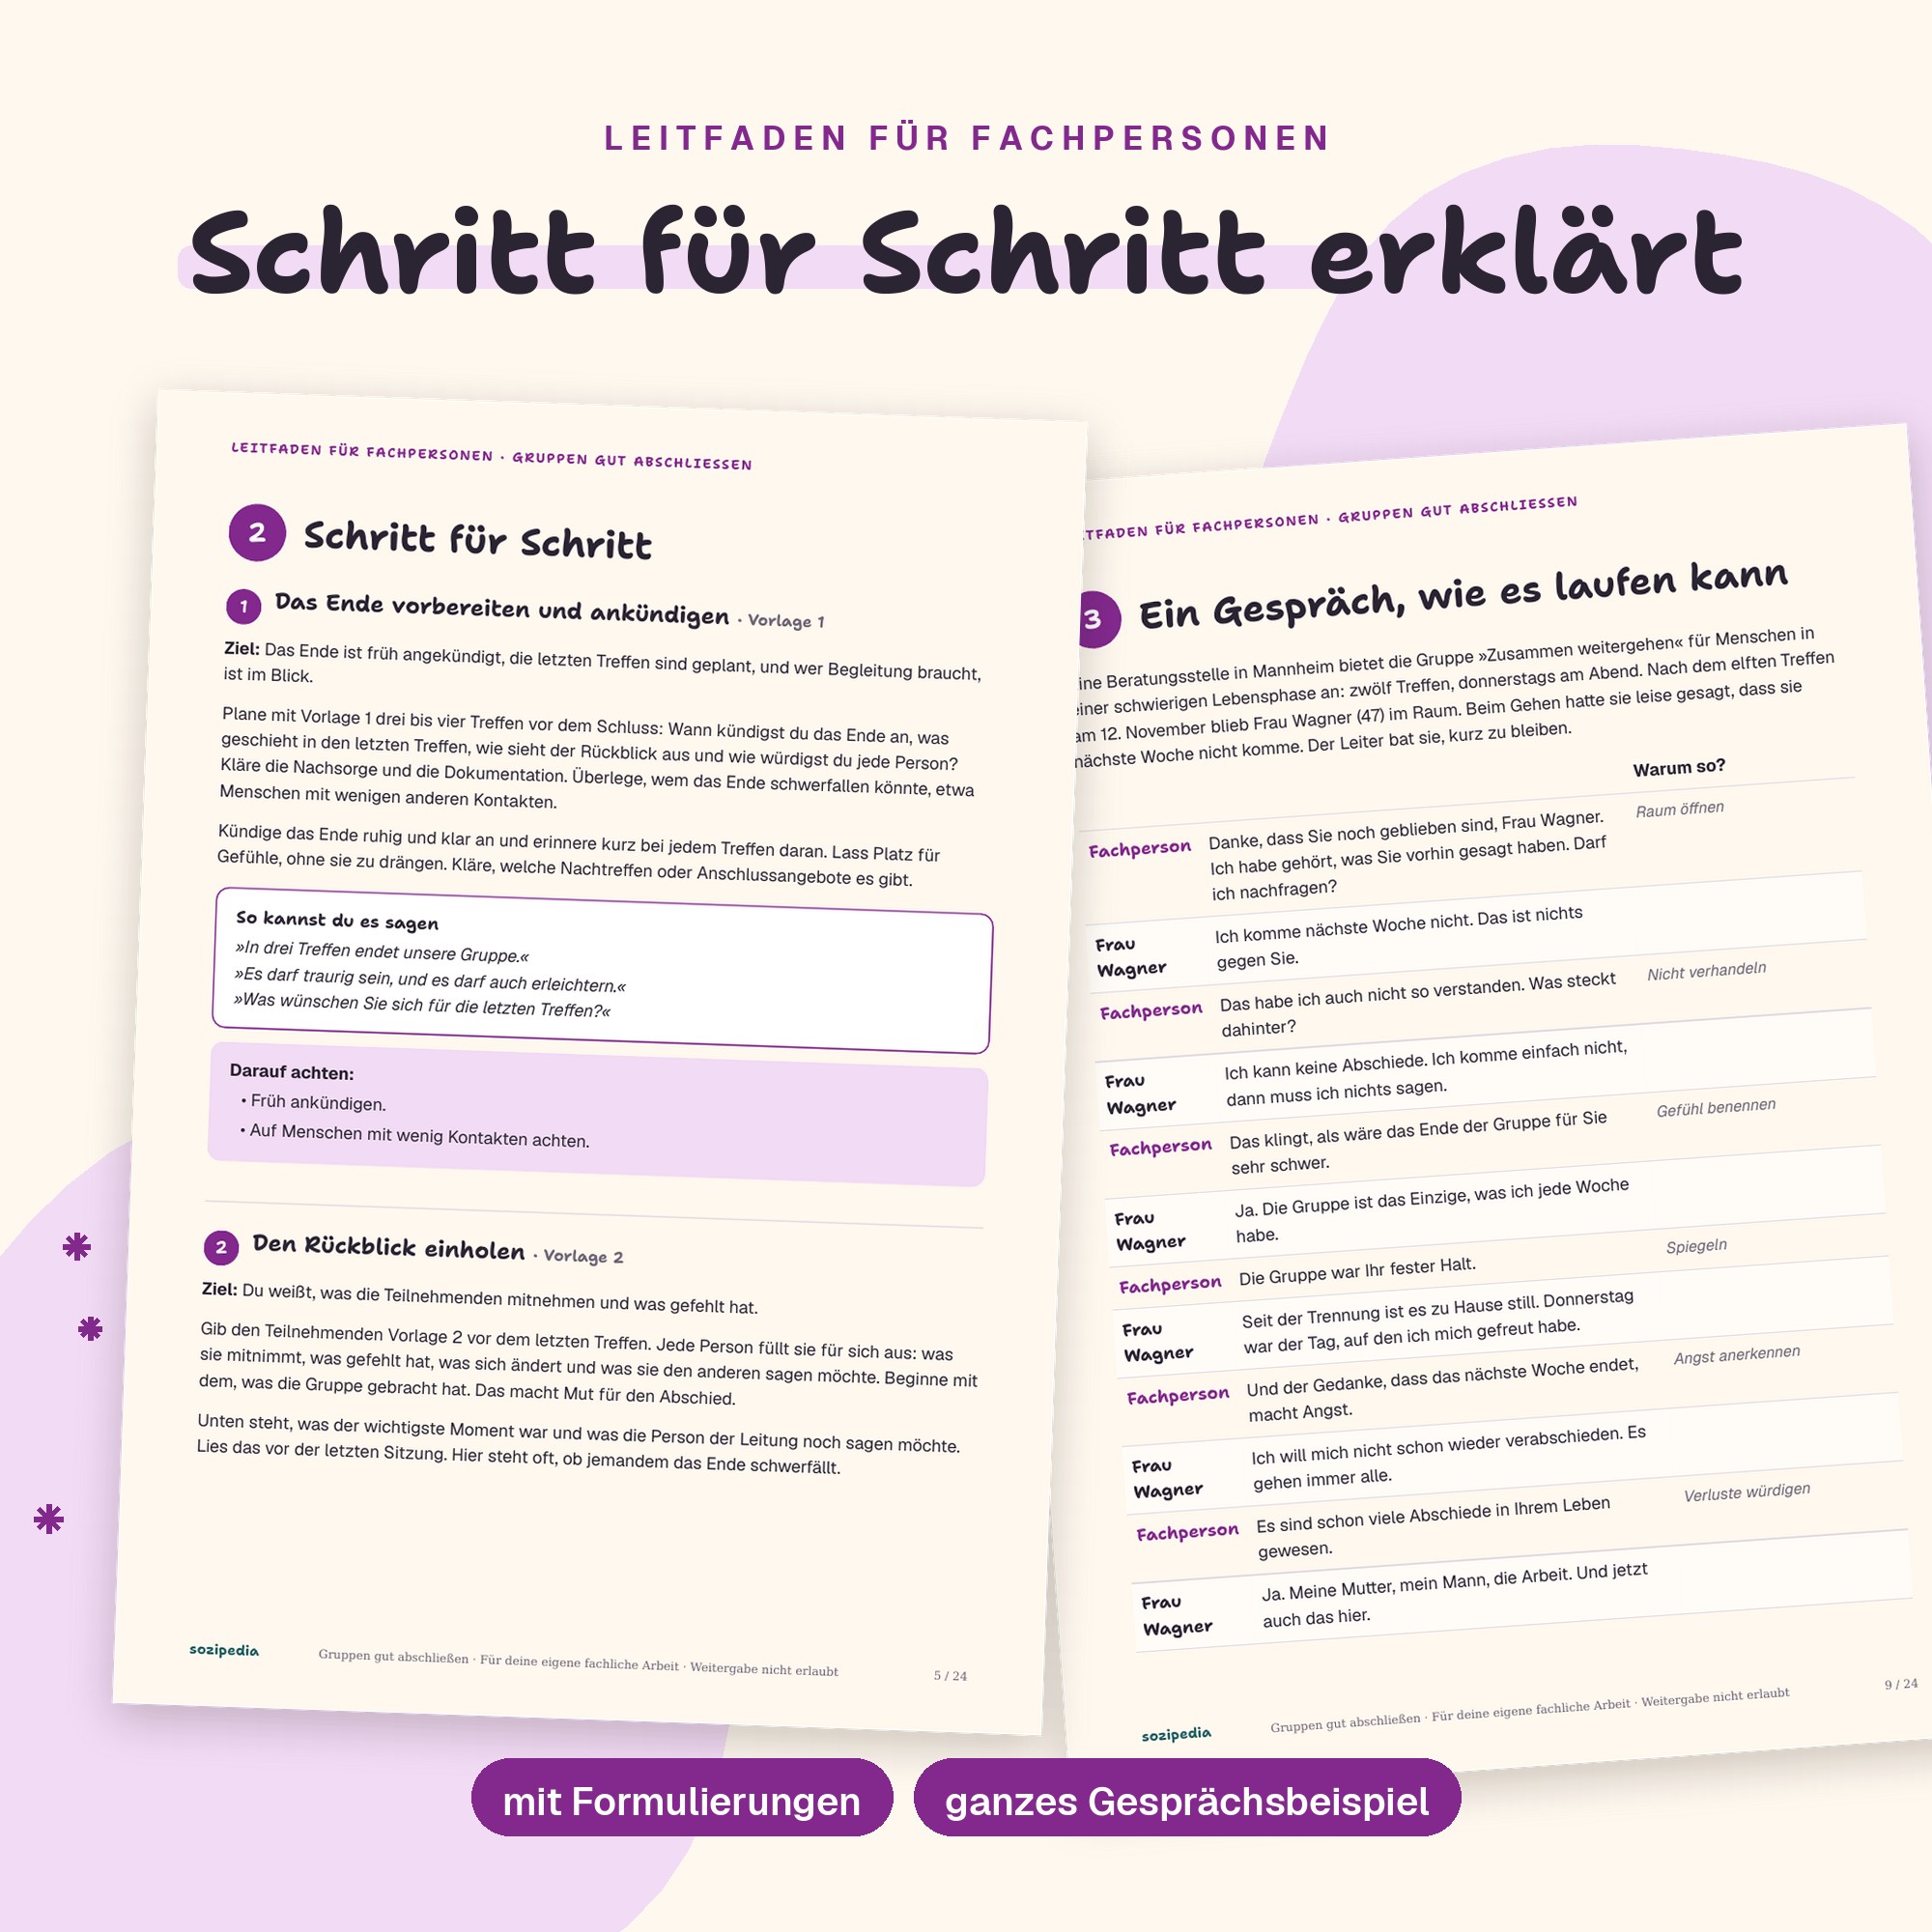 LEITFADEN FÜR FACHPERSONEN
Schritt für Schritt erklärt
LEITFADEN FÜR FACHPERSONEN · GRUPPEN GUT ABSCHLIESSEN
2 Schritt für Schritt
1 Das Ende vorbereiten und ankündigen · Vorlage 1
Ziel: Das Ende ist früh angekündigt, die letzten Treffen sind geplant, und wer Begleitung braucht,
ist im Blick.
Plane mit Vorlage 1 drei bis vier Treffen vor dem Schluss: Wann kündigst du das Ende an, was
geschieht in den letzten Treffen, wie sieht der Rückblick aus und wie würdigst du jede Person?
Kläre die Nachsorge und die Dokumentation. Überlege, wem das Ende schwerfallen könnte, etwa
Menschen mit wenigen anderen Kontakten.
Kündige das Ende ruhig und klar an und erinnere kurz bei jedem Treffen daran. Lass Platz für
Gefühle, ohne sie zu drängen. Kläre, welche Nachtreffen oder Anschlussangebote es gibt.
So kannst du es sagen
»In drei Treffen endet unsere Gruppe.«
»Es darf traurig sein, und es darf auch erleichtern.«
»Was wünschen Sie sich für die letzten Treffen?«
Darauf achten:
• Früh ankündigen.
• Auf Menschen mit wenig Kontakten achten.
2 Den Rückblick einholen · Vorlage 2
Ziel: Du weißt, was die Teilnehmenden mitnehmen und was gefehlt hat.
Gib den Teilnehmenden Vorlage 2 vor dem letzten Treffen. Jede Person füllt sie für sich aus: was
sie mitnimmt, was gefehlt hat, was sich ändert und was sie den anderen sagen möchte. Beginne mit
dem, was die Gruppe gebracht hat. Das macht Mut für den Abschied.
Unten steht, was der wichtigste Moment war und was die Person der Leitung noch sagen möchte.
Lies das vor der letzten Sitzung. Hier steht oft, ob jemandem das Ende schwerfällt.
sozipedia Gruppen gut abschließen · Für deine eigene fachliche Arbeit · Weitergabe nicht erlaubt 5 / 24
TFADEN FÜR FACHPERSONEN · GRUPPEN GUT ABSCHLIESSEN
3 Ein Gespräch, wie es laufen kann
ine Beratungsstelle in Mannheim bietet die Gruppe »Zusammen weitergehen« für Menschen in
einer schwierigen Lebensphase an: zwölf Treffen, donnerstags am Abend. Nach dem elften Treffen
am 12. November blieb Frau Wagner (47) im Raum. Beim Gehen hatte sie leise gesagt, dass sie
nächste Woche nicht komme. Der Leiter bat sie, kurz zu bleiben.
Warum so?
Fachperson Danke, dass Sie noch geblieben sind, Frau Wagner. Raum öffnen
Ich habe gehört, was Sie vorhin gesagt haben. Darf
ich nachfragen?
Frau Ich komme nächste Woche nicht. Das ist nichts
Wagner gegen Sie.
Fachperson Das habe ich auch nicht so verstanden. Was steckt Nicht verhandeln
dahinter?
Frau Ich kann keine Abschiede. Ich komme einfach nicht,
Wagner dann muss ich nichts sagen.
Fachperson Das klingt, als wäre das Ende der Gruppe für Sie Gefühl benennen
sehr schwer.
Frau Ja. Die Gruppe ist das Einzige, was ich jede Woche
Wagner habe.
Fachperson Die Gruppe war Ihr fester Halt. Spiegeln
Frau Seit der Trennung ist es zu Hause still. Donnerstag
Wagner war der Tag, auf den ich mich gefreut habe.
Fachperson Und der Gedanke, dass das nächste Woche endet, Angst anerkennen
macht Angst.
Frau Ich will mich nicht schon wieder verabschieden. Es
Wagner gehen immer alle.
Fachperson Es sind schon viele Abschiede in Ihrem Leben Verluste würdigen
gewesen.
Frau Ja. Meine Mutter, mein Mann, die Arbeit. Und jetzt
Wagner auch das hier.
sozipedia Gruppen gut abschließen · Für deine eigene fachliche Arbeit · Weitergabe nicht erlaubt 9 / 24
mit Formulierungen
ganzes Gesprächsbeispiel